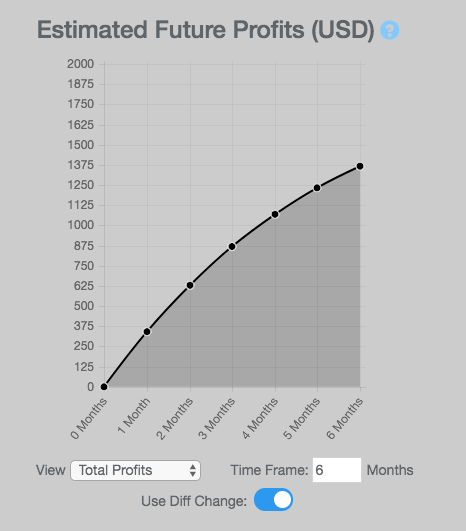 Estimated Future Profits (USD) ?
2000
1875
1750
1625
1500
1375
1250
1125
1000
875
750
625
500
375
250
125
0
0 Months
1 Month
2 Months
3 Months
4 Months
5 Months
6 Months
View Total Profits Time Frame: 6 Months
Use Diff Change: